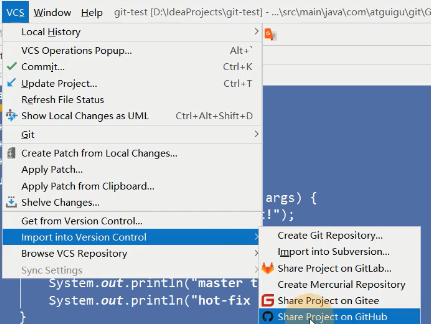 VCS Window Help git-test [D:\IdeaProjects\git-test] - ...\src\main\java\com\atguigu\git\G
Local History
VCS Operations Popup... Alt+`
Commit... Ctrl+K
Update Project... Ctrl+T
Refresh File Status
Show Local Changes as UML Ctrl+Alt+Shift+D
Git
Create Patch from Local Changes...
Apply Patch...
Apply Patch from Clipboard...
args) {
Shelve Changes...
!");
Get from Version Control...
Import into Version Control
Create Git Repository...
Browse VCS Repository
Import into Subversion...
Sync Settings
Share Project on GitLab...
System.out.println("master t
Create Mercurial Repository
System.out.println("hot-fix
Share Project on Gitee
}
Share Project on GitHub